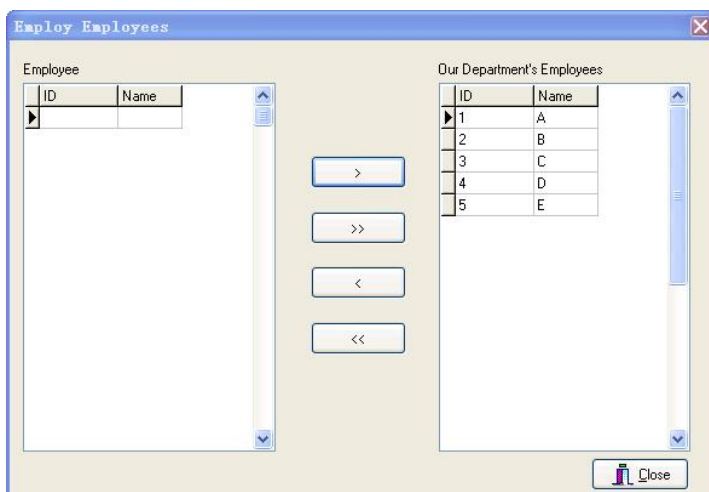 Employ Employees
Employee
ID Name
>
>>
<
<<
Our Department's Employees
ID Name
1 A
2 B
3 C
4 D
5 E
Close